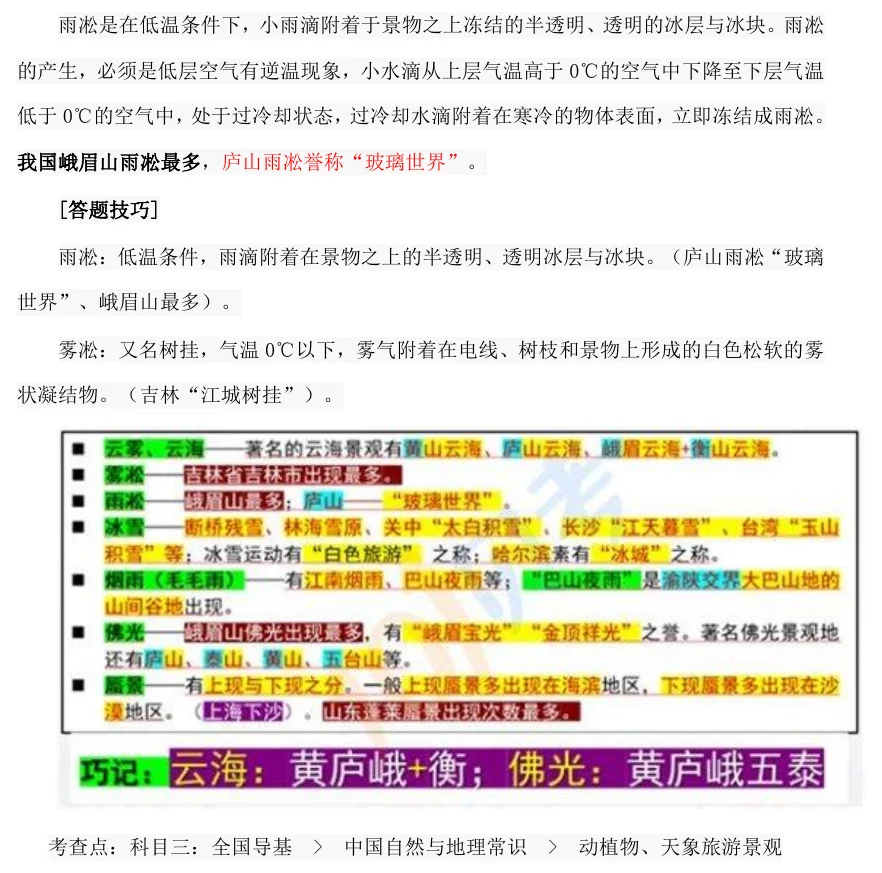 雨凇是在低温条件下，小雨滴附着于景物之上冻结的半透明、透明的冰层与冰块。雨凇
的产生，必须是低层空气有逆温现象，小水滴从上层气温高于 0℃的空气中下降至下层气温
低于 0℃的空气中，处于过冷却状态，过冷却水滴附着在寒冷的物体表面，立即冻结成雨凇。
我国峨眉山雨凇最多，庐山雨凇誉称“玻璃世界”。
[答题技巧]
雨凇：低温条件，雨滴附着在景物之上的半透明、透明冰层与冰块。（庐山雨凇“玻璃
世界”、峨眉山最多）。
雾凇：又名树挂，气温 0℃以下，雾气附着在电线、树枝和景物上形成的白色松软的雾
状凝结物。（吉林“江城树挂”）。
■ 云雾、云海——著名的云海景观有黄山云海、庐山云海、峨眉云海+衡山云海。
■ 雾凇——吉林省吉林市出现最多。
■ 雨凇——峨眉山最多；庐山——“玻璃世界”。
■ 冰雪——断桥残雪、林海雪原、关中“太白积雪”、长沙“江天暮雪”、台湾“玉山
积雪”等；冰雪运动有“白色旅游” 之称；哈尔滨素有“冰城”之称。
■ 烟雨（毛毛雨）——有江南烟雨、巴山夜雨等；“巴山夜雨”是渝陕交界大巴山地的
山间谷地出现。
■ 佛光——峨眉山佛光出现最多，有“峨眉宝光”“金顶祥光”之誉。著名佛光景观地
还有庐山、泰山、黄山、五台山等。
■ 蜃景——有上现与下现之分。一般上现蜃景多出现在海滨地区，下现蜃景多出现在沙
漠地区。（上海下沙）。山东蓬莱蜃景出现次数最多。
巧记：云海：黄庐峨+衡；佛光：黄庐峨五泰
考查点：科目三：全国导基 > 中国自然与地理常识 > 动植物、天象旅游景观